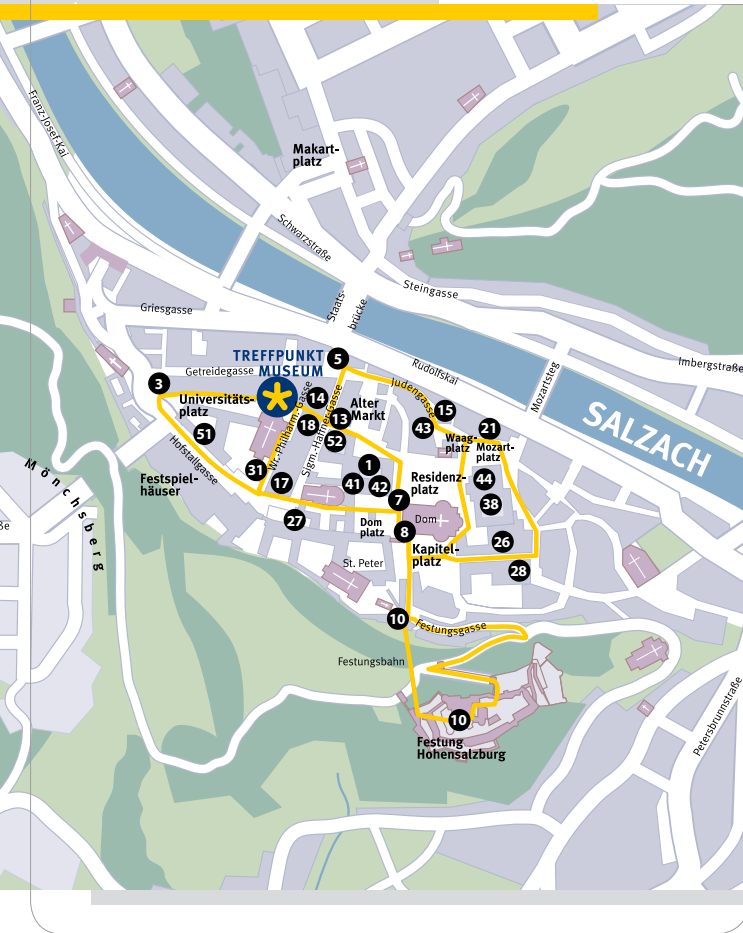 Franz-Josef-Kai
Makart-
platz
Schwarzstraße
Steingasse
Staats-
brücke
Griesgasse
Imbergstraße
Rudolfskai
Mozartsteg
SALZACH
TREFFPUNKT
MUSEUM
5
Getreidegasse
3
Universitäts-
platz
14
13
Alter
Markt
Judengasse
15
43
21
18
52
51
Wr.-Philharm.-Gasse
Sigm.-Haffner-Gasse
Waag-
platz
Mozart-
platz
Hofstallgasse
31
17
1
41
42
Residenz-
platz
44
38
7
Festspiel-
häuser
27
Dom
platz
Dom
8
Kapitel-
platz
26
28
Mönchsberg
ße
St. Peter
10
Festungsgasse
Festungsbahn
10
Festung
Hohensalzburg
Petersbrunnstraße